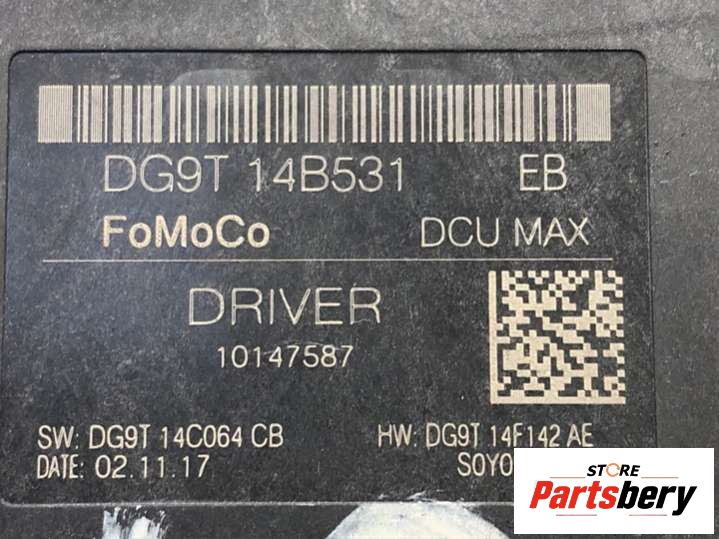 DG9T 14B531 EB
FoMoCo DCU MAX
DRIVER
10147587
SW: DG9T 14C064 CB HW: DG9T 14F142 AE
DATE: 02.11.17
STORE
Partsbery